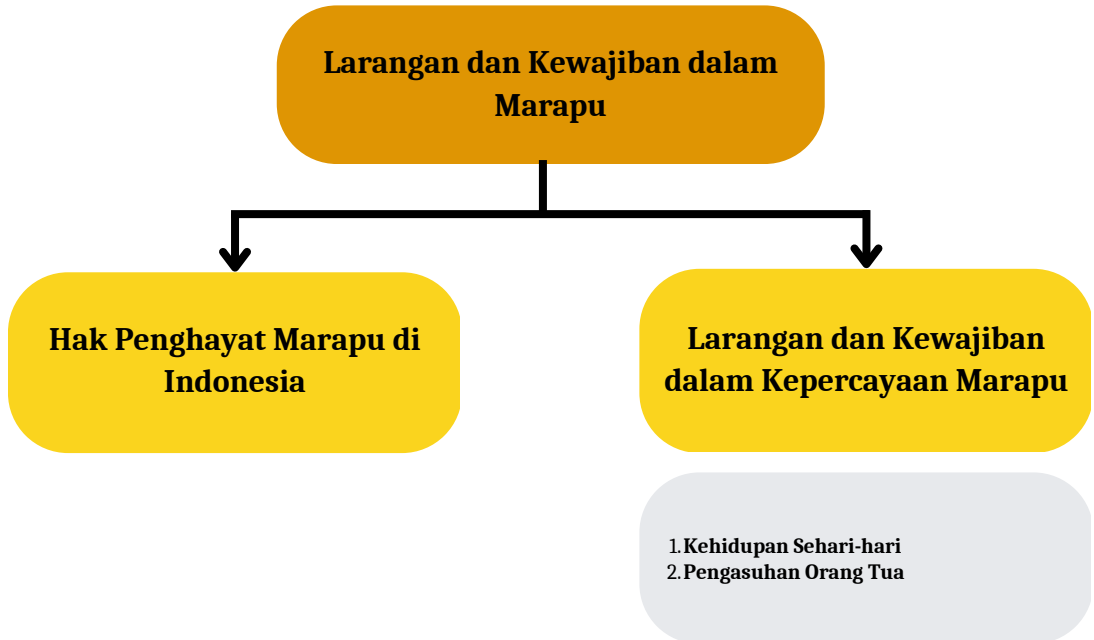 Larangan dan Kewajiban dalam
Marapu
Hak Penghayat Marapu di
Indonesia
Larangan dan Kewajiban
dalam Kepercayaan Marapu
1. Kehidupan Sehari-hari
2. Pengasuhan Orang Tua